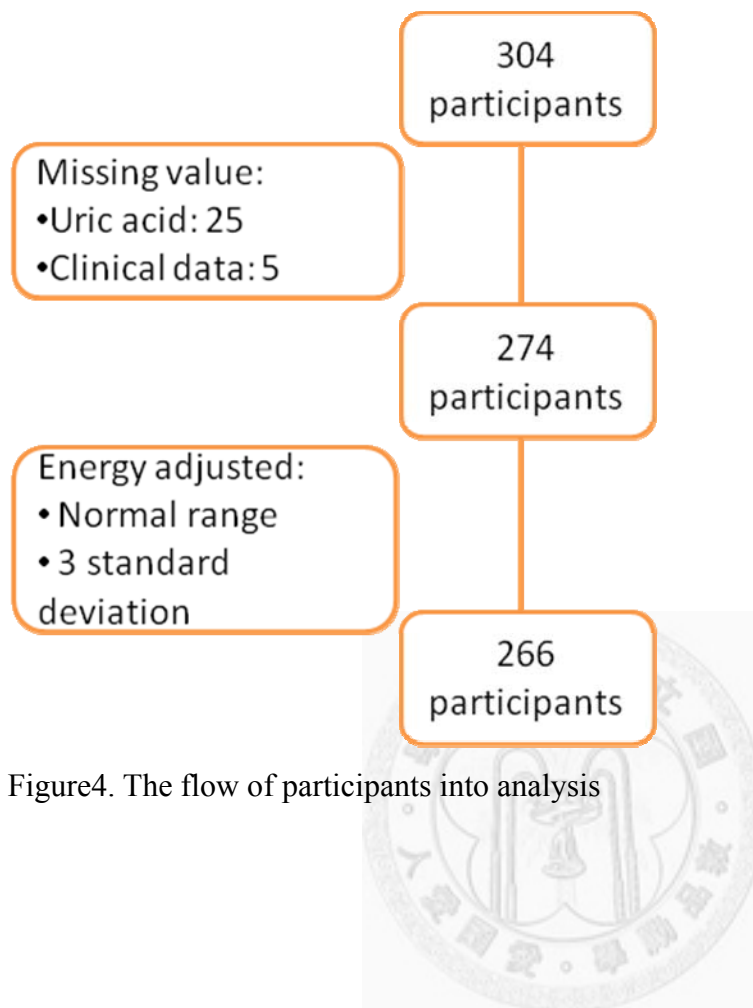 304
participants
Missing value:
•Uric acid: 25
•Clinical data: 5
274
participants
Energy adjusted:
• Normal range
• 3 standard
deviation
266
participants
Figure4. The flow of participants into analysis